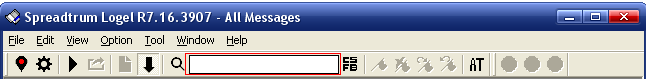 Spreadtrum Logel R7.16.3907 - All Messages
File Edit View Option Tool Window Help
AT